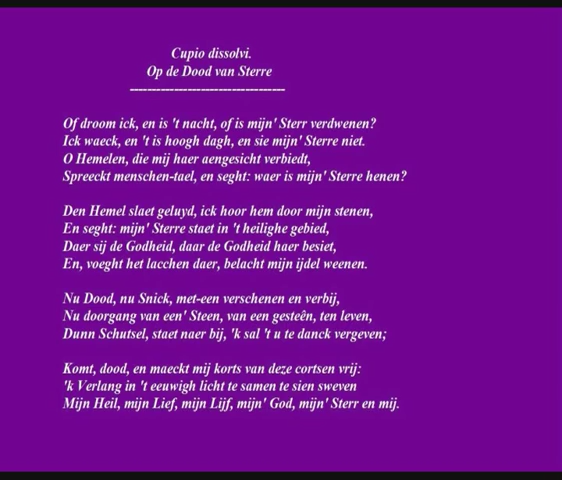 Cupio dissolvi.
Op de Dood van Sterre
------------------------------------
Of droom ick, en is 't nacht, of is mijn' Sterr verdwenen?
Ick waeck, en 't is hoogh dagh, en sie mijn' Sterre niet.
O Hemelen, die mij haer aengesicht verbiedt,
Spreeckt menschen-tael, en seght: waer is mijn' Sterre henen?
Den Hemel slaet geluyd, ick hoor hem door mijn stenen,
En seght: mijn' Sterre staet in 't heilighe gebied,
Daer sij de Godheid, daar de Godheid haer besiet,
En, voeght het lacchen daer, belacht mijn ijdel weenen.
Nu Dood, nu Snick, met-een verschenen en verbij,
Nu doorgang van een' Steen, van een gesteên, ten leven,
Dunn Schutsel, staet naer bij, 'k sal 't u te danck vergeven;
Komt, dood, en maeckt mij korts van deze cortsen vrij:
'k Verlang in 't eeuwigh licht te samen te sien sweven
Mijn Heil, mijn Lief, mijn Lijf, mijn' God, mijn' Sterr en mij.